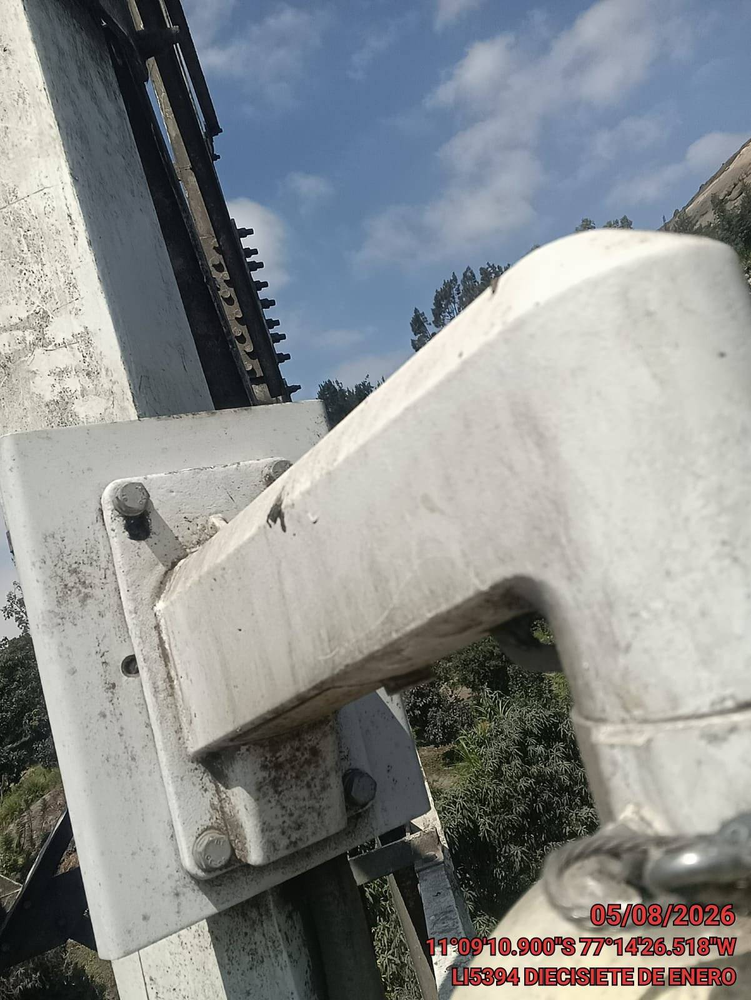 05/08/2026
11°09'10.900"S 77°14'26.518"W
LI5394 DIECISIETE DE ENERO